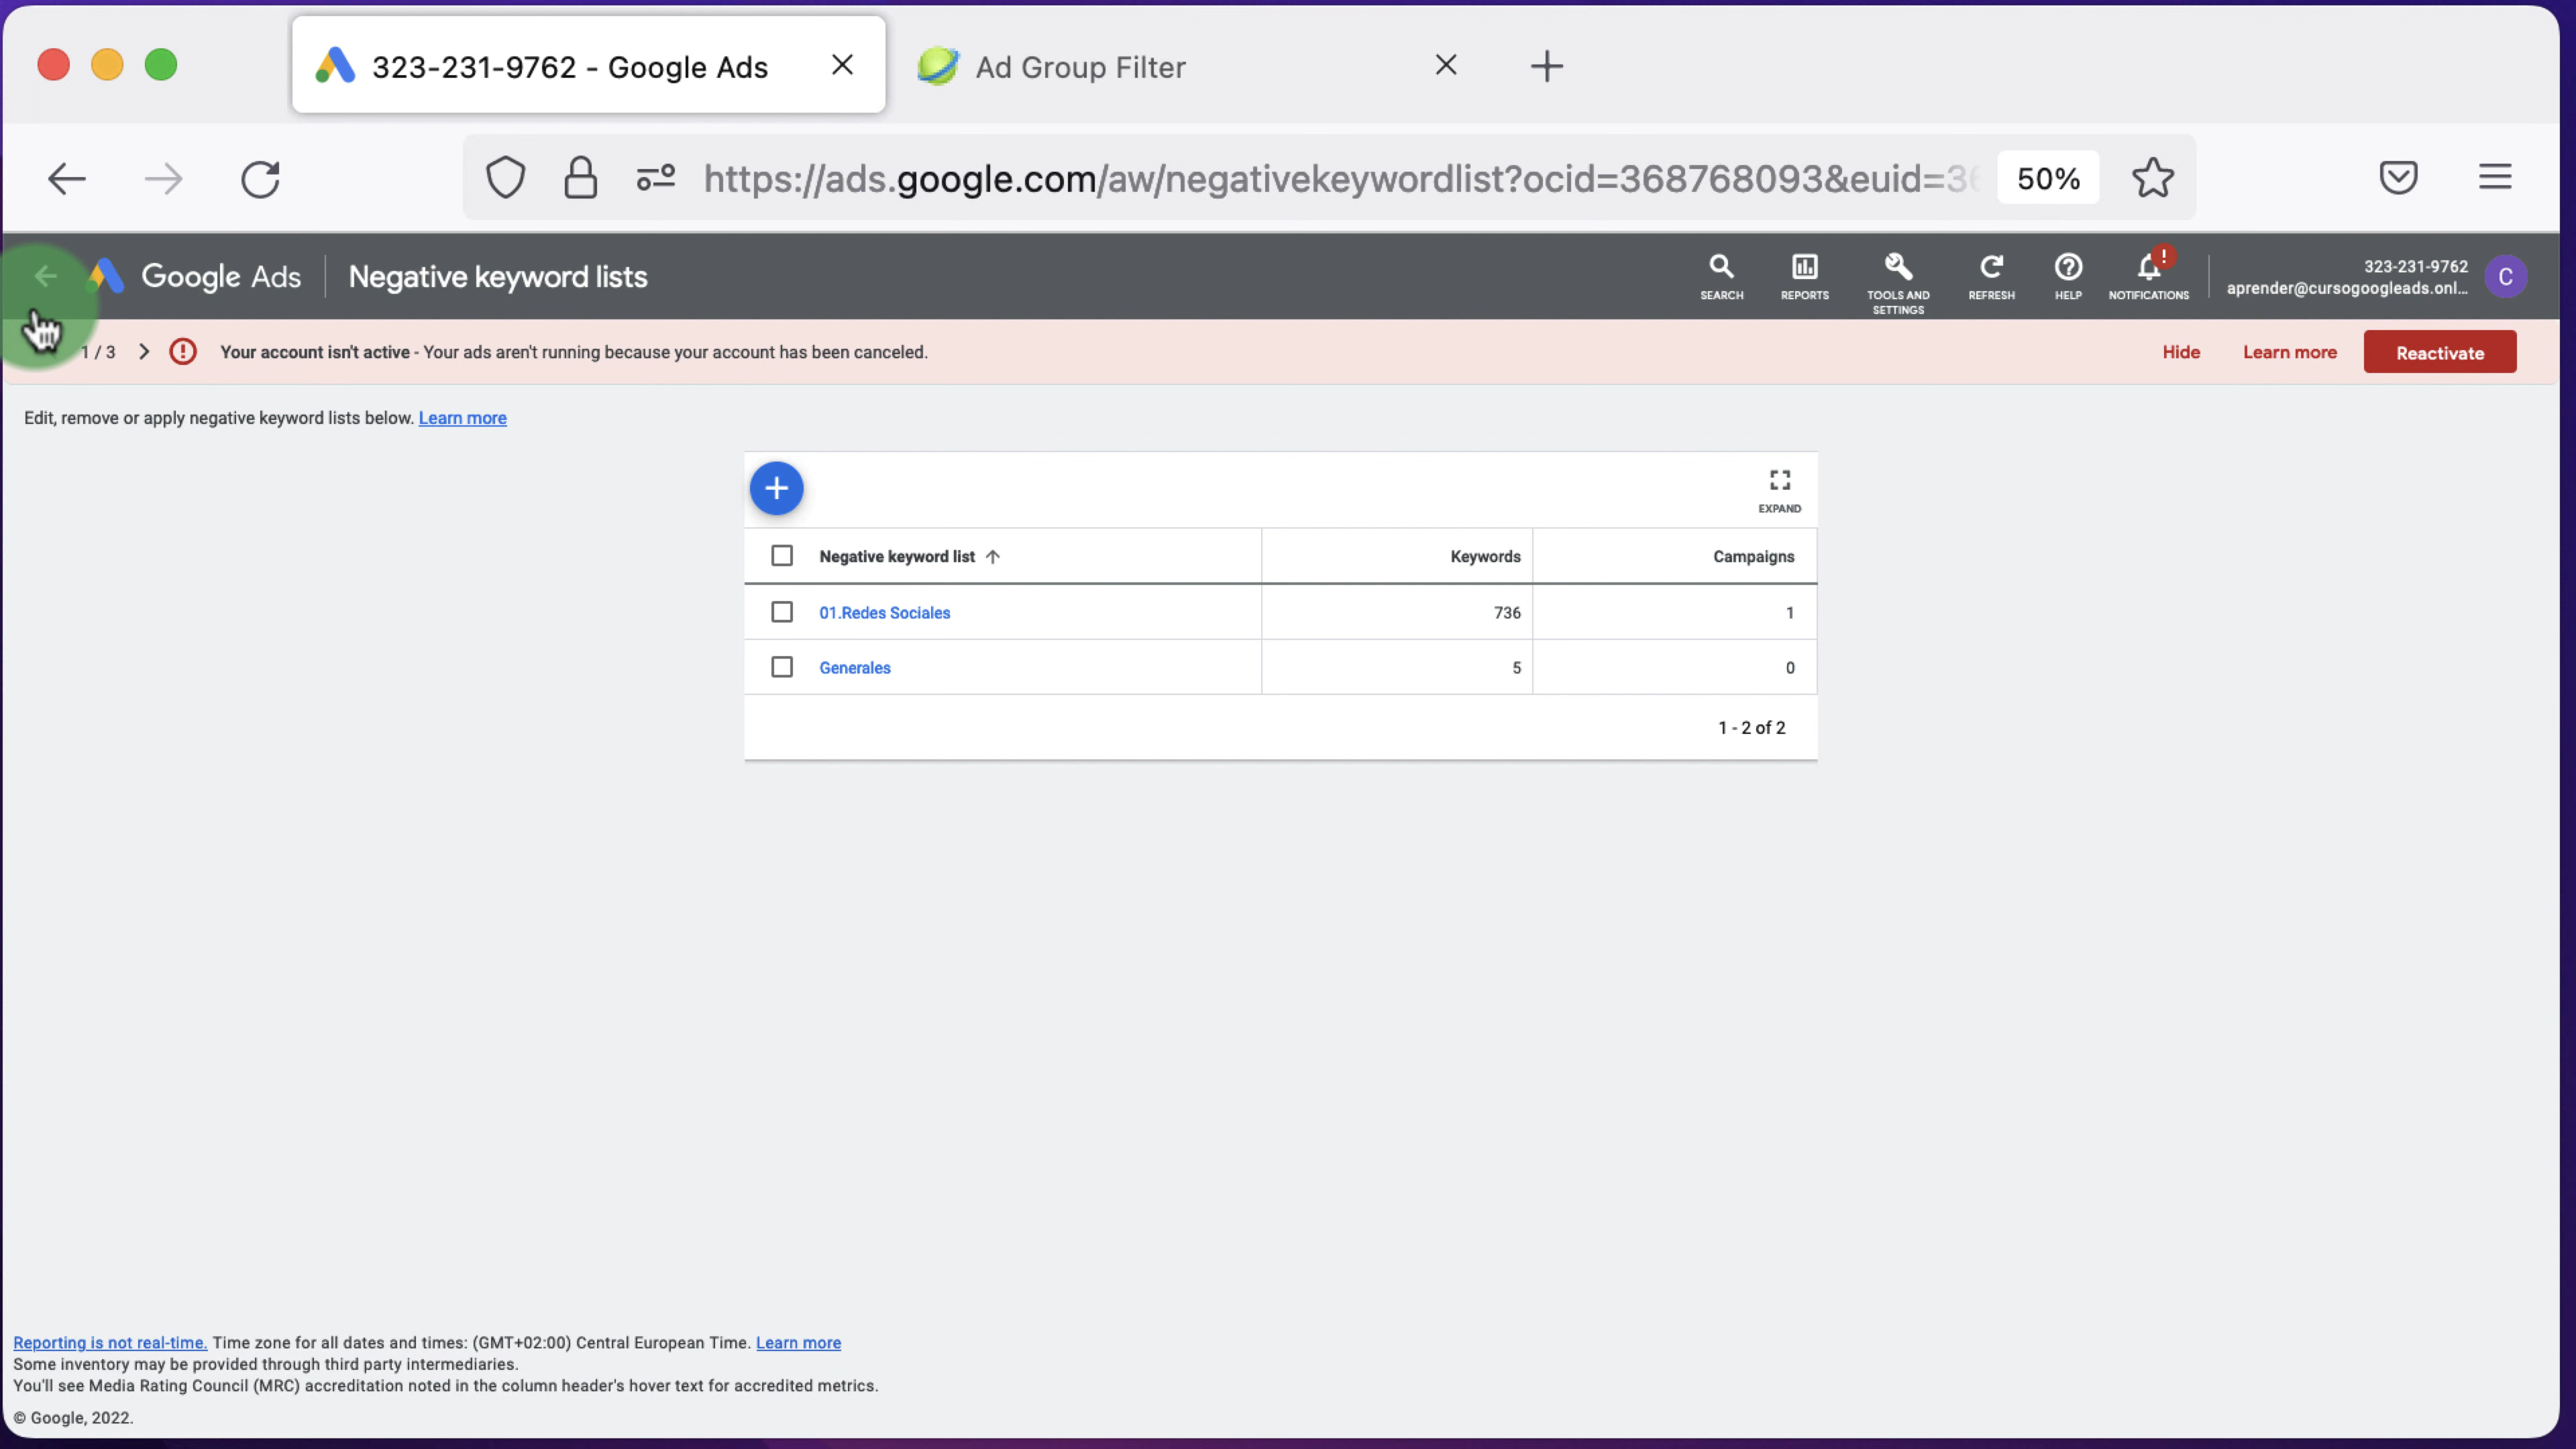 323-231-9762 - Google Ads
Ad Group Filter
https://ads.google.com/aw/negativekeywordlist?ocid=368768093&euid=36
50%
Google Ads
Negative keyword lists
SEARCH
REPORTS
TOOLS AND
SETTINGS
REFRESH
HELP
!
NOTIFICATIONS
323-231-9762
aprender@cursogoogleads.onl...
C
1 / 3
Your account isn't active - Your ads aren't running because your account has been canceled.
Hide
Learn more
Reactivate
Edit, remove or apply negative keyword lists below. Learn more
EXPAND
Negative keyword list
Keywords
Campaigns
01.Redes Sociales
736
1
Generales
5
0
1 - 2 of 2
Reporting is not real-time. Time zone for all dates and times: (GMT+02:00) Central European Time. Learn more
Some inventory may be provided through third party intermediaries.
You'll see Media Rating Council (MRC) accreditation noted in the column header's hover text for accredited metrics.
© Google, 2022.